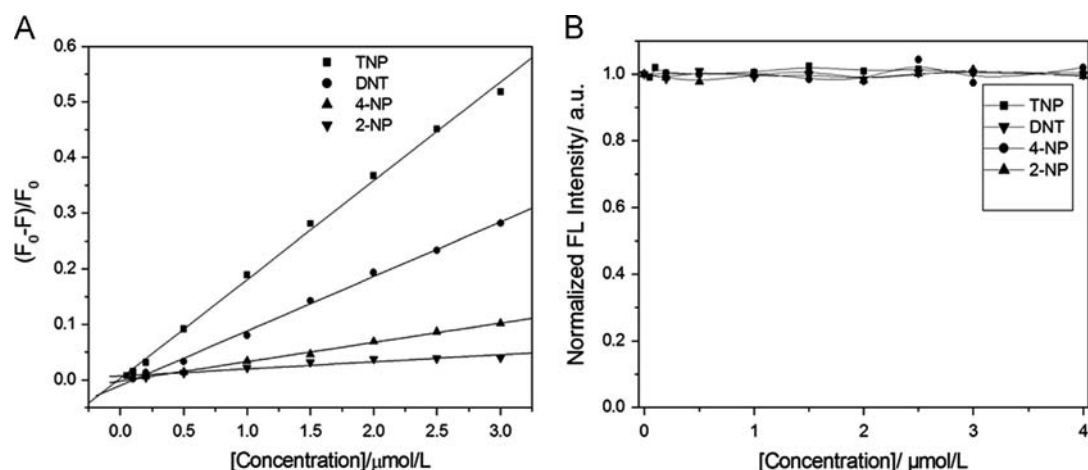 A
0.6
0.5
0.4
0.3
0.2
0.1
0.0
(F₀-F)/F₀
TNP
DNT
4-NP
2-NP
0.0 0.5 1.0 1.5 2.0 2.5 3.0
[Concentration]/μmol/L
B
1.0
0.8
0.6
0.4
0.2
0.0
Normalized FL Intensity/ a.u.
TNP
DNT
4-NP
2-NP
0 1 2 3 4
[Concentration]/ μmol/L